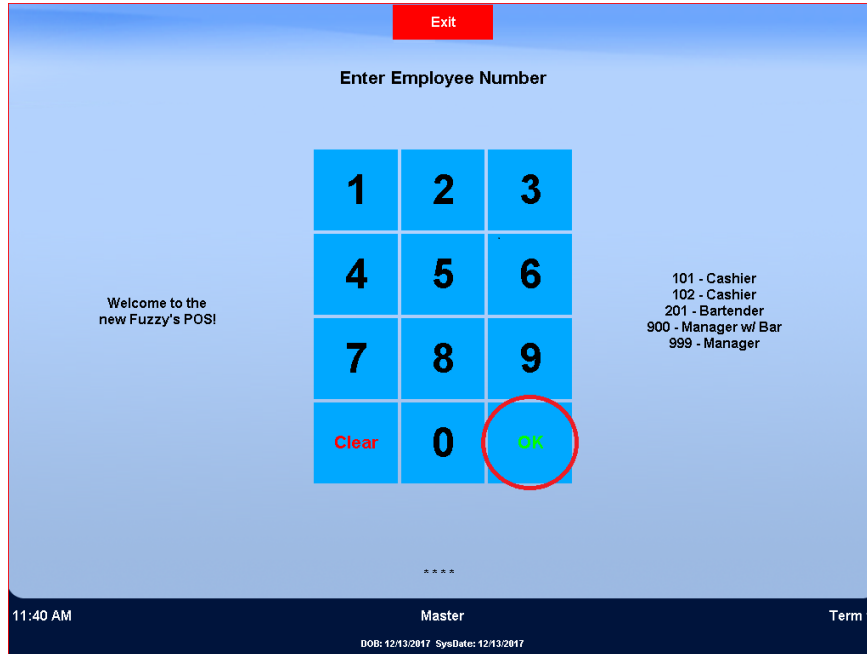 Exit
Enter Employee Number
1 2 3
4 5 6
7 8 9
Clear 0 OK
Welcome to the
new Fuzzy's POS!
101 - Cashier
102 - Cashier
201 - Bartender
900 - Manager w/ Bar
999 - Manager
****
11:40 AM Master Term
DOB: 12/13/2017 SysDate: 12/13/2017